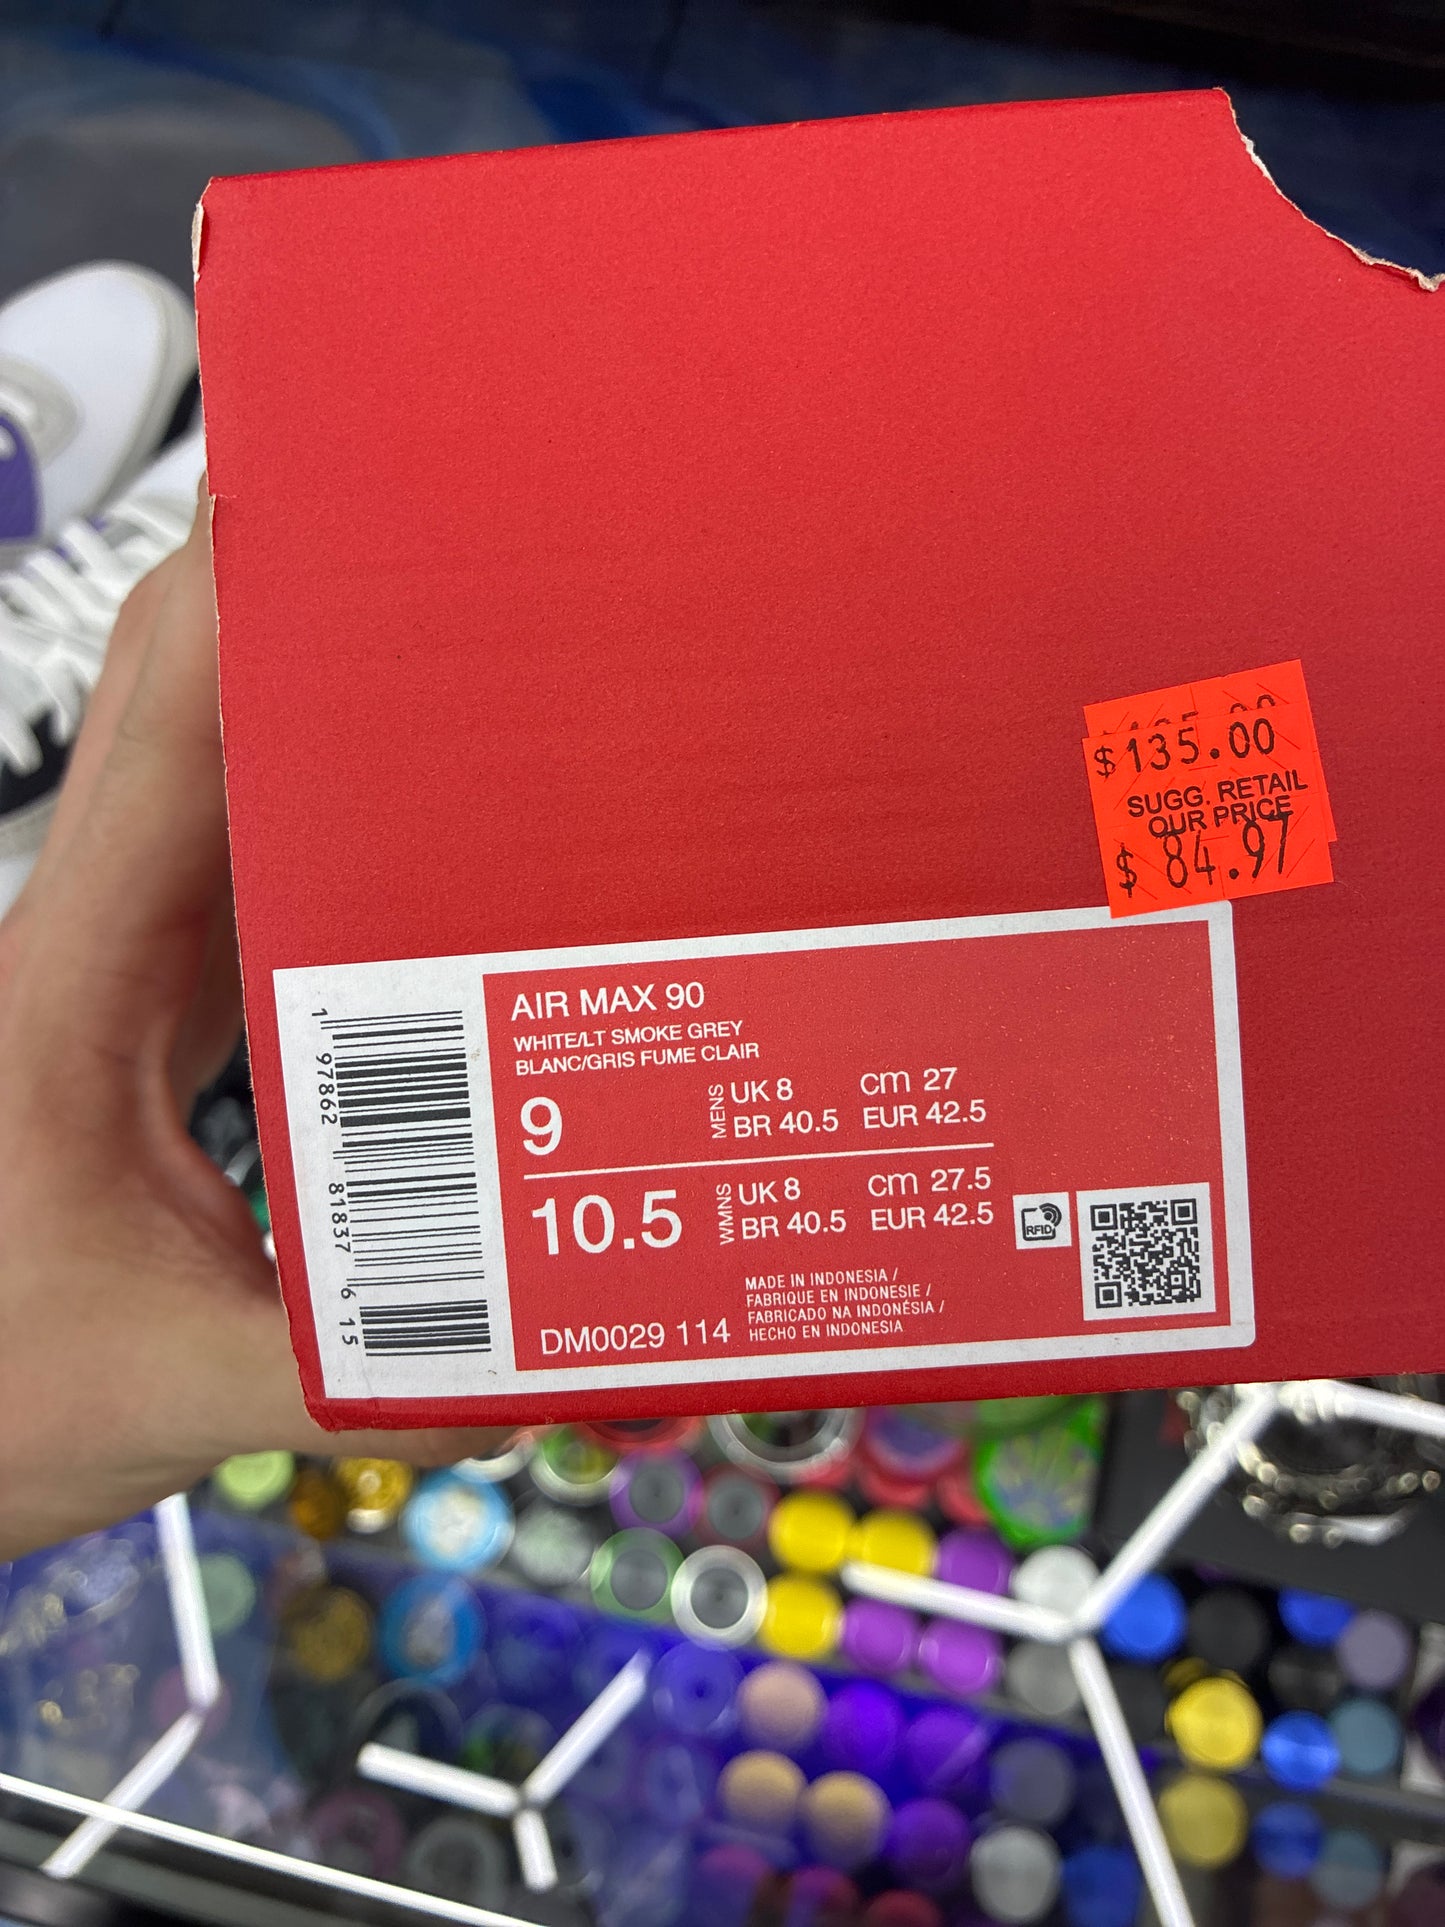 $135.00
SUGG. RETAIL
OUR PRICE
$ 84.97
AIR MAX 90
WHITE/LT SMOKE GREY
BLANC/GRIS FUME CLAIR
9
MENS
UK 8
cm 27
BR 40.5
EUR 42.5
10.5
WMNS
UK 8
cm 27.5
BR 40.5
EUR 42.5
RFID
MADE IN INDONESIA /
FABRIQUE EN INDONESIE /
FABRICADO NA INDONÉSIA /
HECHO EN INDONESIA
DM0029 114
1 97862 81837 6 15